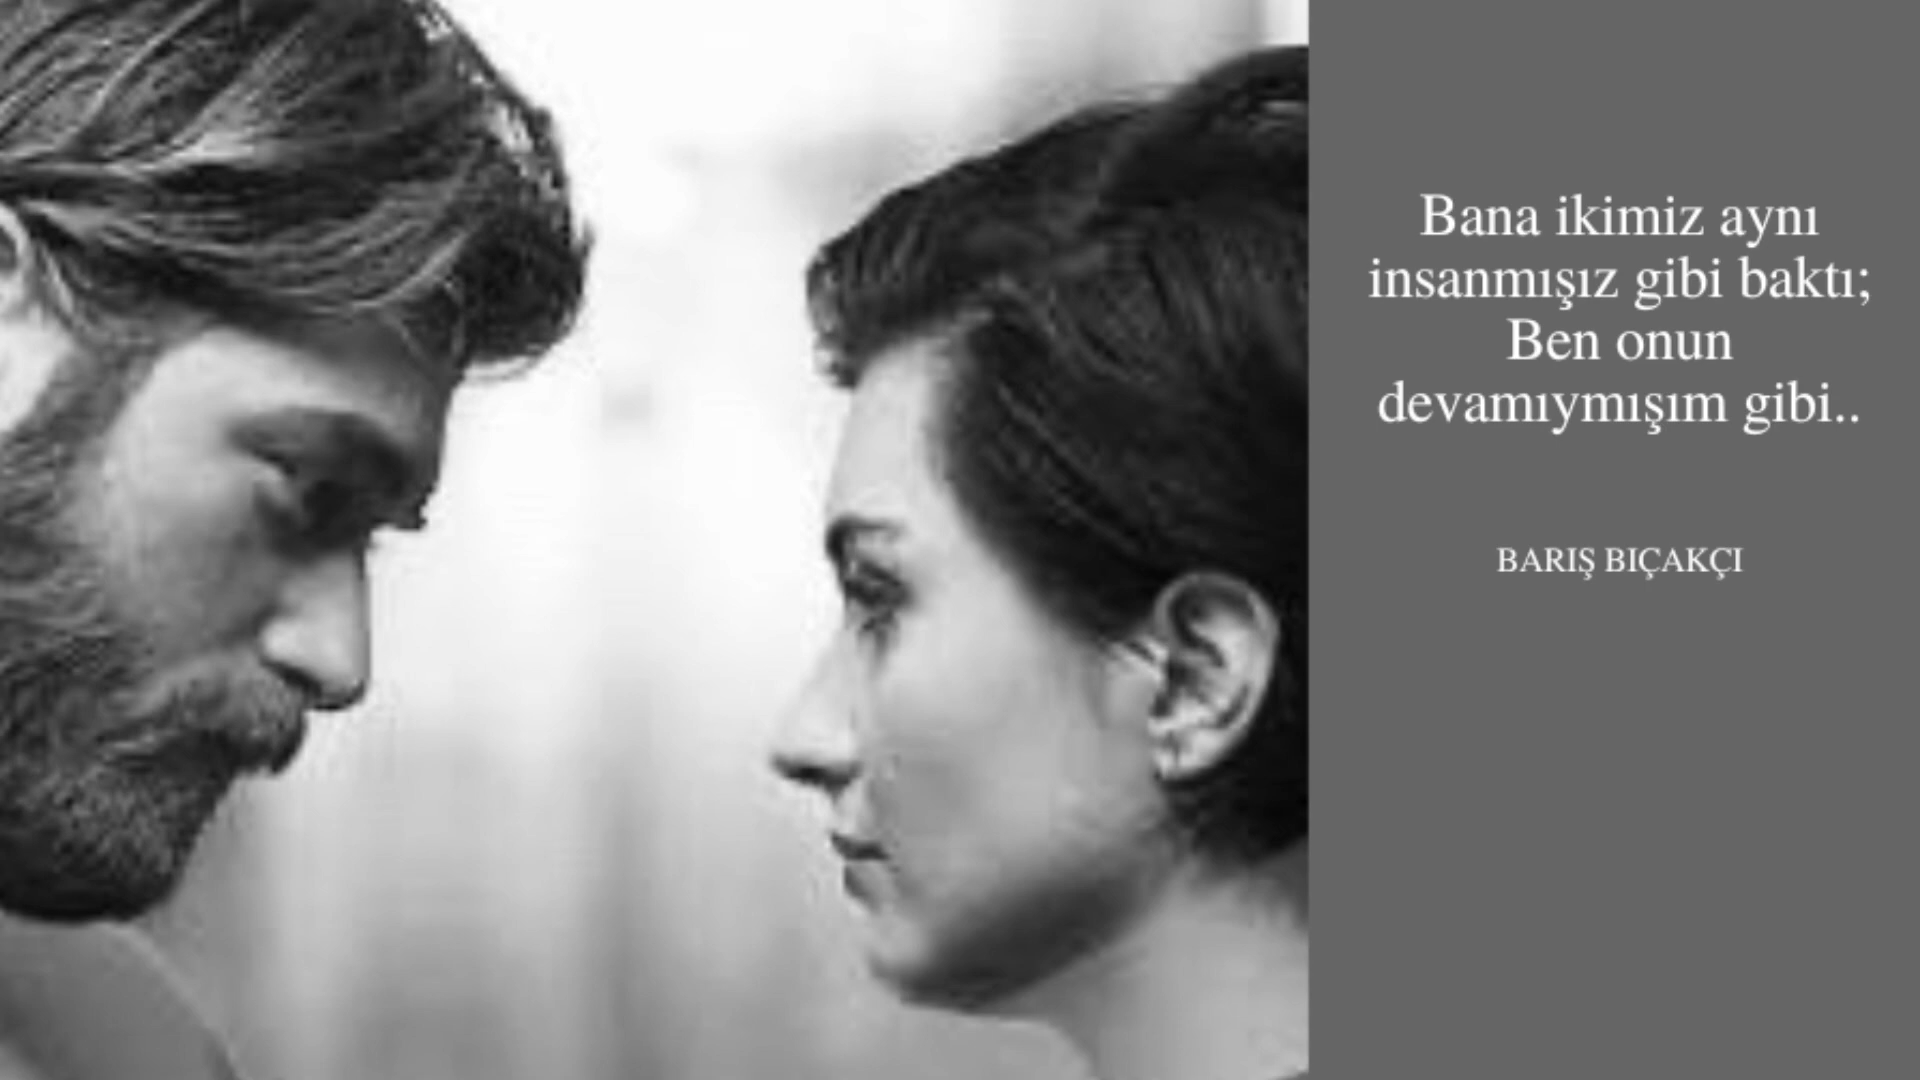 Bana ikimiz aynı
insanmışız gibi baktı;
Ben onun
devamıymışım gibi..
BARIŞ BIÇAKÇI